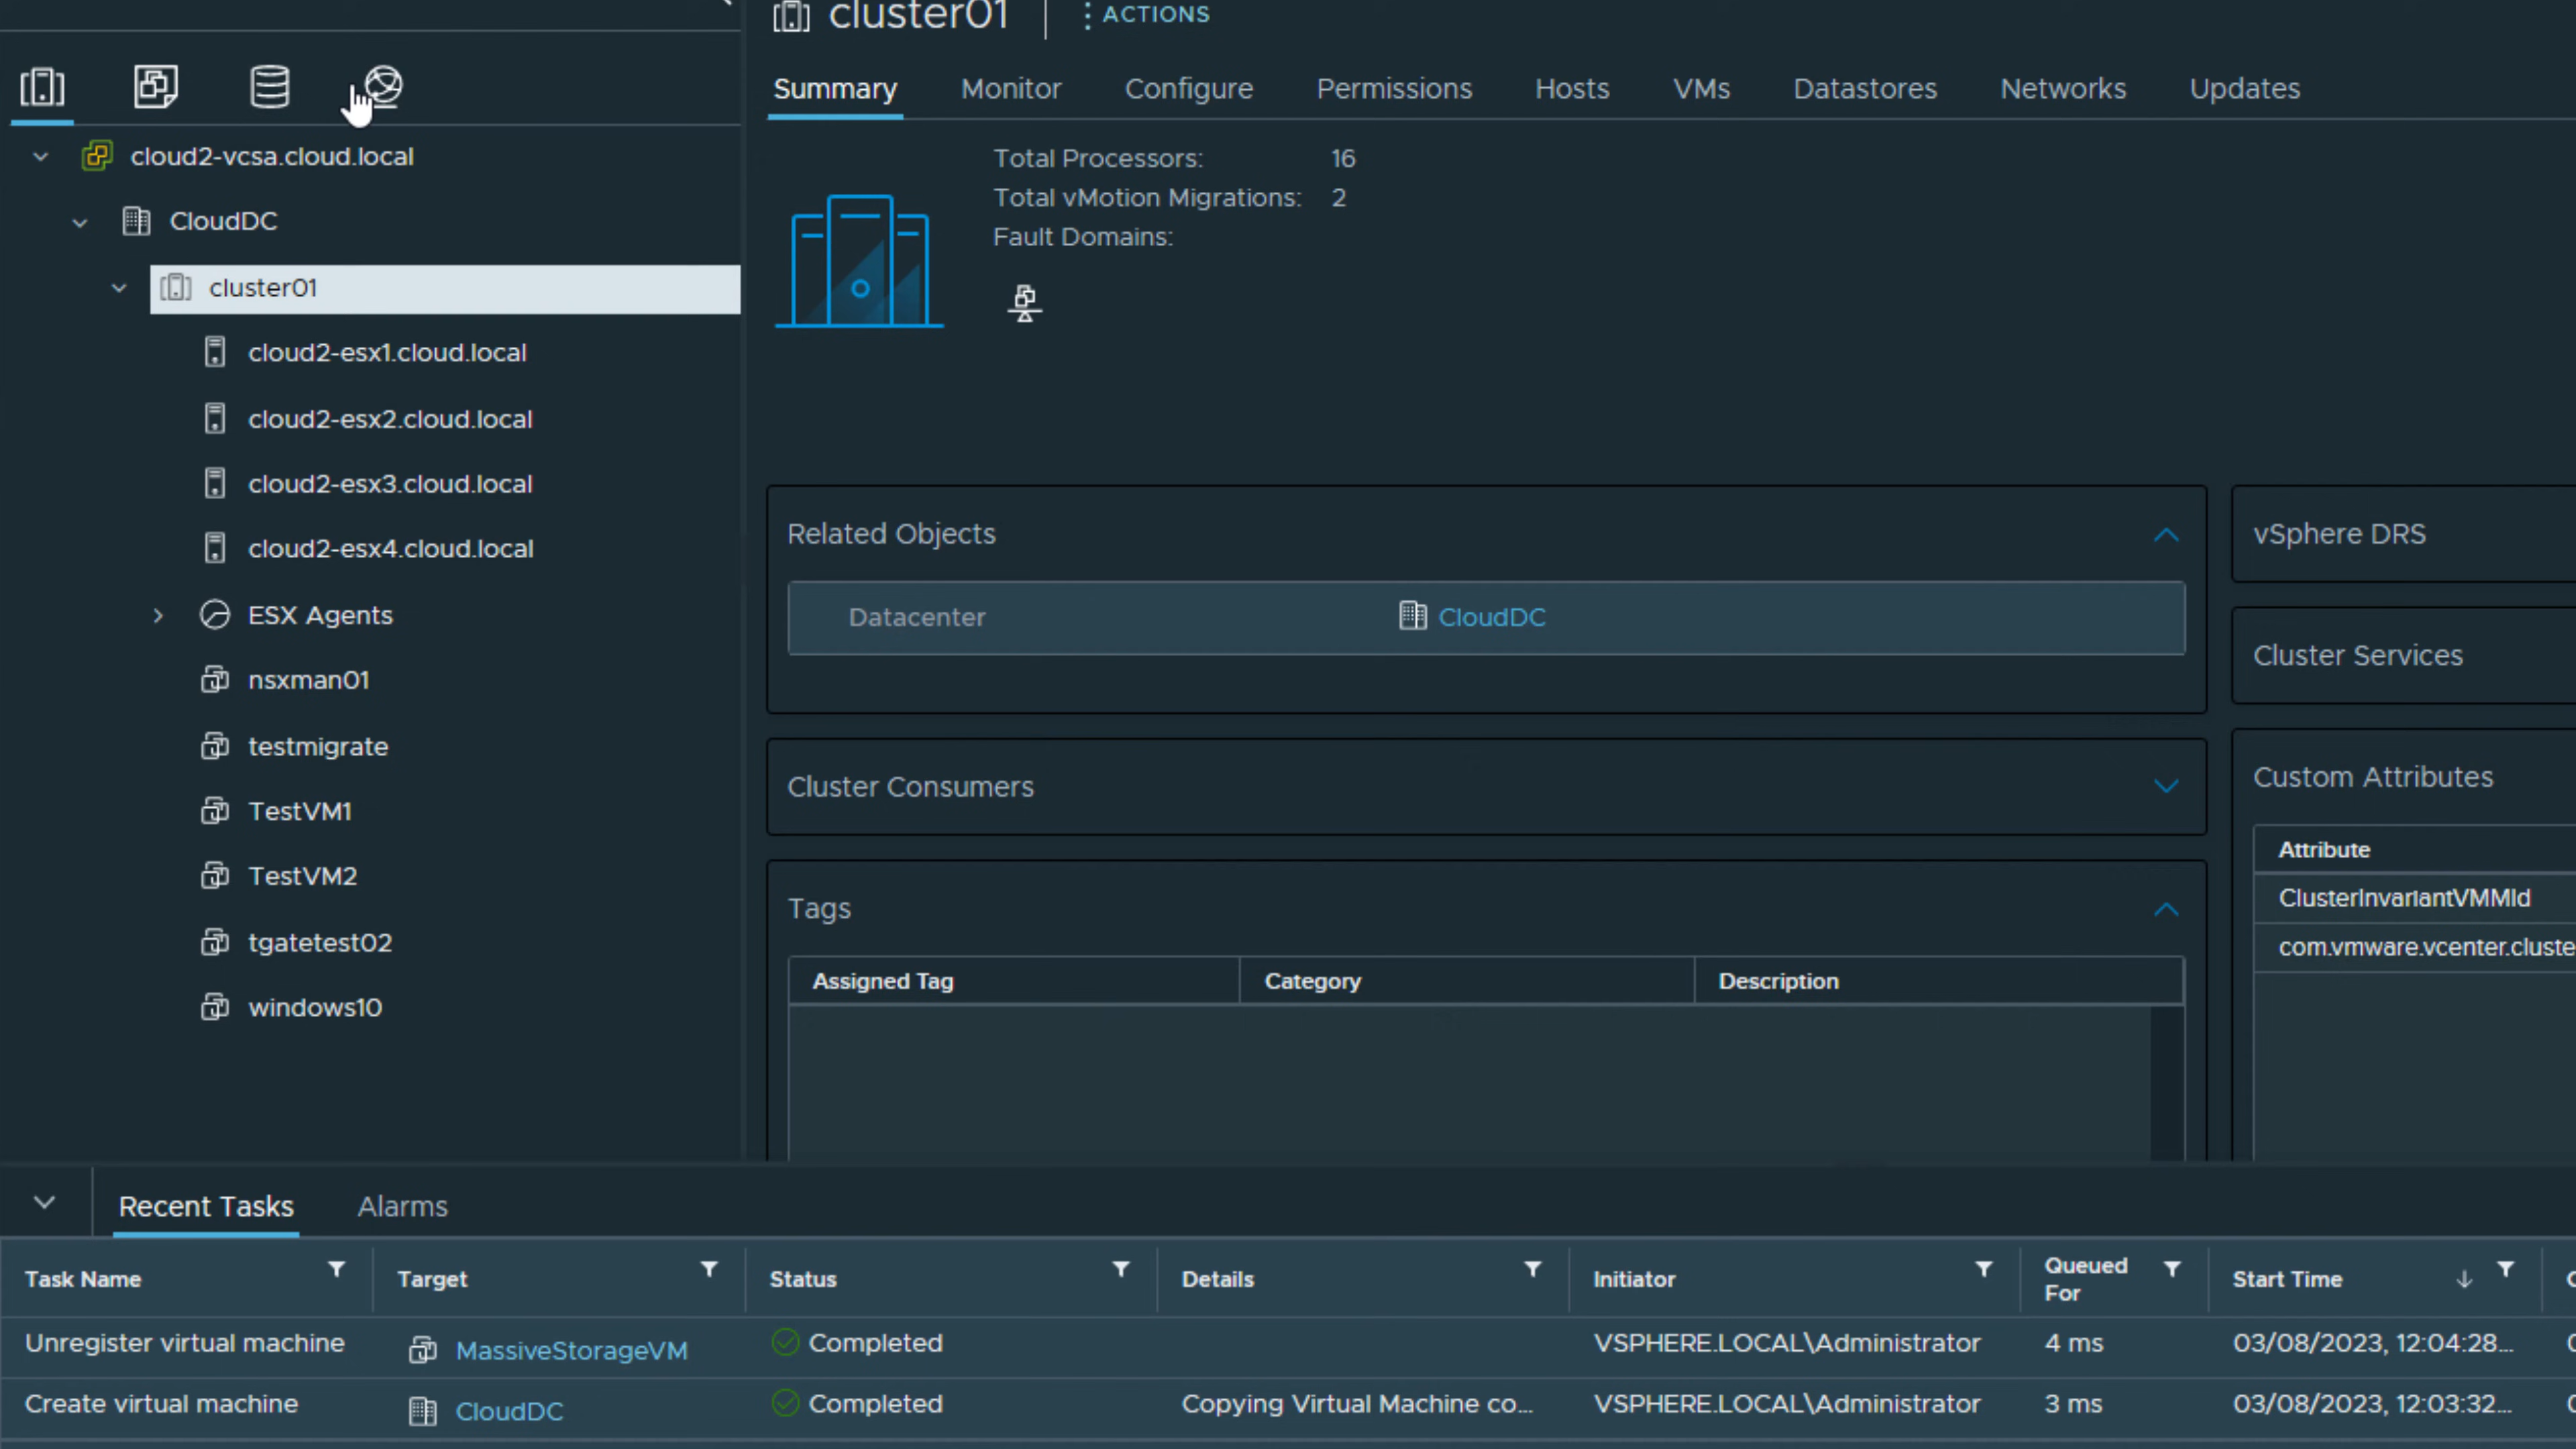 cluster01
ACTIONS
Summary Monitor Configure Permissions Hosts VMs Datastores Networks Updates
cloud2-vcsa.cloud.local
CloudDC
cluster01
cloud2-esx1.cloud.local
cloud2-esx2.cloud.local
cloud2-esx3.cloud.local
cloud2-esx4.cloud.local
ESX Agents
nsxman01
testmigrate
TestVM1
TestVM2
tgatetest02
windows10
Total Processors: 16
Total vMotion Migrations: 2
Fault Domains:
Related Objects
Datacenter CloudDC
Cluster Consumers
Tags
Assigned Tag Category Description
vSphere DRS
Cluster Services
Custom Attributes
Attribute
ClusterInvariantVMMId
com.vmware.vcenter.cluste
Recent Tasks Alarms
Task Name Target Status Details Initiator Queued For Start Time
Unregister virtual machine MassiveStorageVM Completed VSPHERE.LOCAL\Administrator 4 ms 03/08/2023, 12:04:28...
Create virtual machine CloudDC Completed Copying Virtual Machine co... VSPHERE.LOCAL\Administrator 3 ms 03/08/2023, 12:03:32...